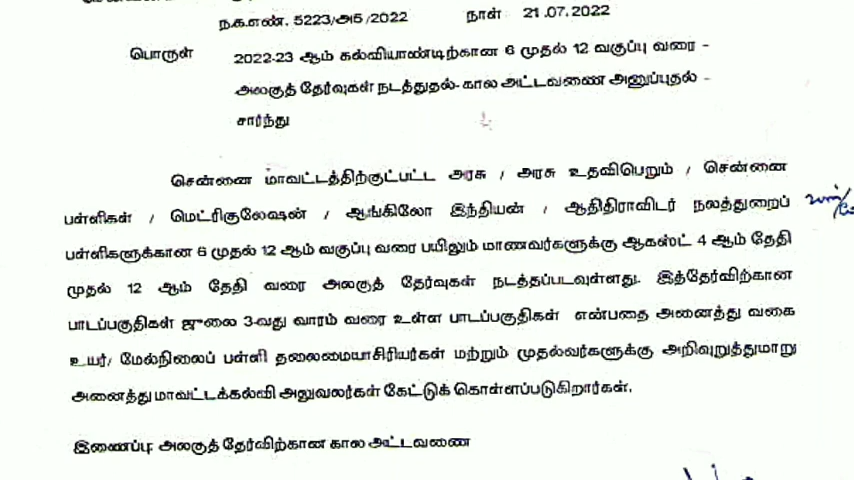 ந.க.எண். 5223/அ5/2022 நாள் 21.07.2022
பொருள் 2022-23 ஆம் கல்வியாண்டிற்கான 6 முதல் 12 வகுப்பு வரை -
அலகுத் தேர்வுகள் நடத்துதல்- கால அட்டவணை அனுப்புதல் -
சார்ந்து
சென்னை மாவட்டத்திற்குட்பட்ட அரசு / அரசு உதவிபெறும் / சென்னை
பள்ளிகள் / மெட்ரிகுலேஷன் / ஆங்கிலோ இந்தியன் / ஆதிதிராவிடர் நலத்துறைப்
பள்ளிகளுக்கான 6 முதல் 12 ஆம் வகுப்பு வரை பயிலும் மாணவர்களுக்கு ஆகஸ்ட் 4 ஆம் தேதி
முதல் 12 ஆம் தேதி வரை அலகுத் தேர்வுகள் நடத்தப்படவுள்ளது. இத்தேர்விற்கான
பாடப்பகுதிகள் ஜுலை 3-வது வாரம் வரை உள்ள பாடப்பகுதிகள் என்பதை அனைத்து வகை
உயர்/ மேல்நிலைப் பள்ளி தலைமையாசிரியர்கள் மற்றும் முதல்வர்களுக்கு அறிவுறுத்துமாறு
அனைத்து மாவட்டக்கல்வி அலுவலர்கள் கேட்டுக் கொள்ளப்படுகிறார்கள்.
இணைப்பு: அலகுத் தேர்விற்கான கால அட்டவணை